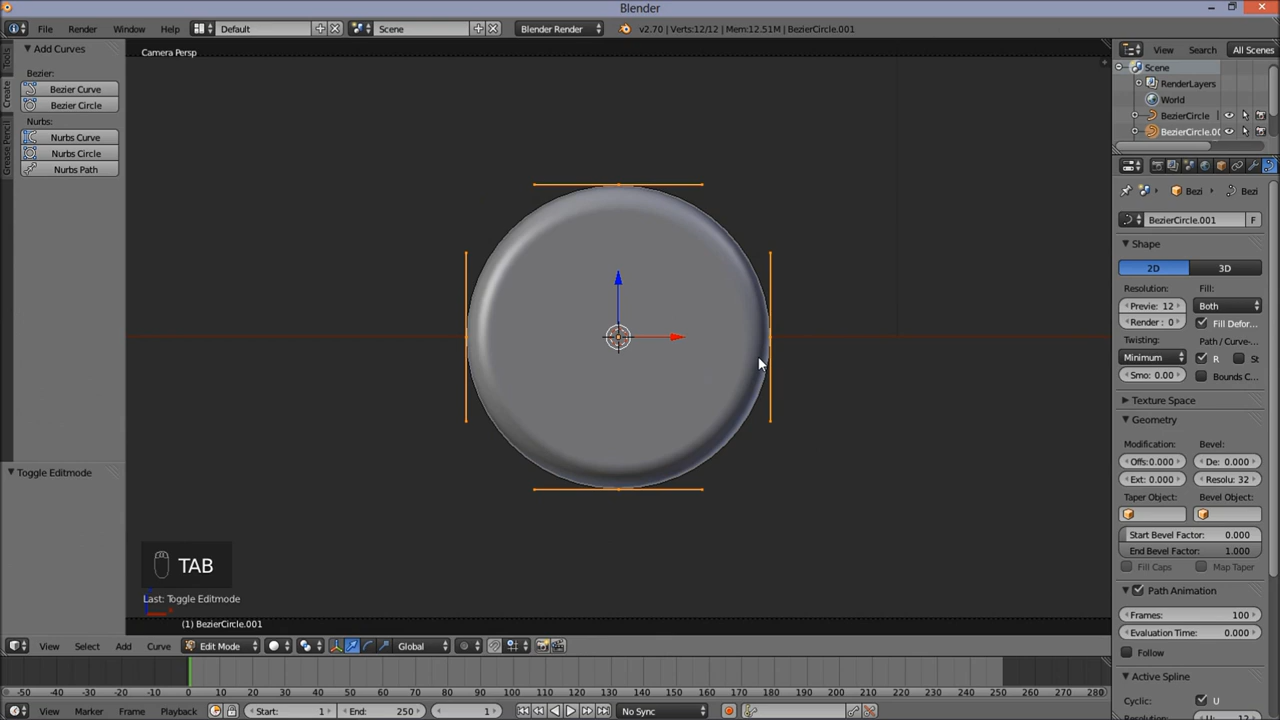 Blender
File Render Window Help Default Scene Blender Render v2.70 | Verts:12/12 | Mem:12.51M | BezierCircle.001
Add Curves
Camera Persp
View Search All Scenes
Tools
Create
Grease Pencil
Bezier:
Bezier Curve
Bezier Circle
Nurbs:
Nurbs Curve
Nurbs Circle
Nurbs Path
Toggle Editmode
TAB
Last: Toggle Editmode
(1) BezierCircle.001
Scene
RenderLayers
World
BezierCircle
BezierCircle.00
Bezi Bezi
BezierCircle.001 F
Shape
2D 3D
Resolution: Fill:
Previe: 12 Both
Render: 0 Fill Defor...
Twisting: Path / Curve-...
Minimum R St
Smo: 0.00 Bounds C...
Texture Space
Geometry
Modification: Bevel:
Offs:0.000 De: 0.000
Ext: 0.000 Resolu: 32
Taper Object: Bevel Object:
Start Bevel Factor: 0.000
End Bevel Factor: 1.000
Fill Caps Map Taper
Path Animation
Frames: 100
Evaluation Time: 0.000
Follow
Active Spline
Cyclic: U
View Select Add Curve Edit Mode Global
-50 -40 -30 -20 -10 0 10 20 30 40 50 60 70 80 90 100 110 120 130 140 150 160 170 180 190 200 210 220 230 240 250 260 270 280
View Marker Frame Playback Start: 1 End: 250 1 No Sync